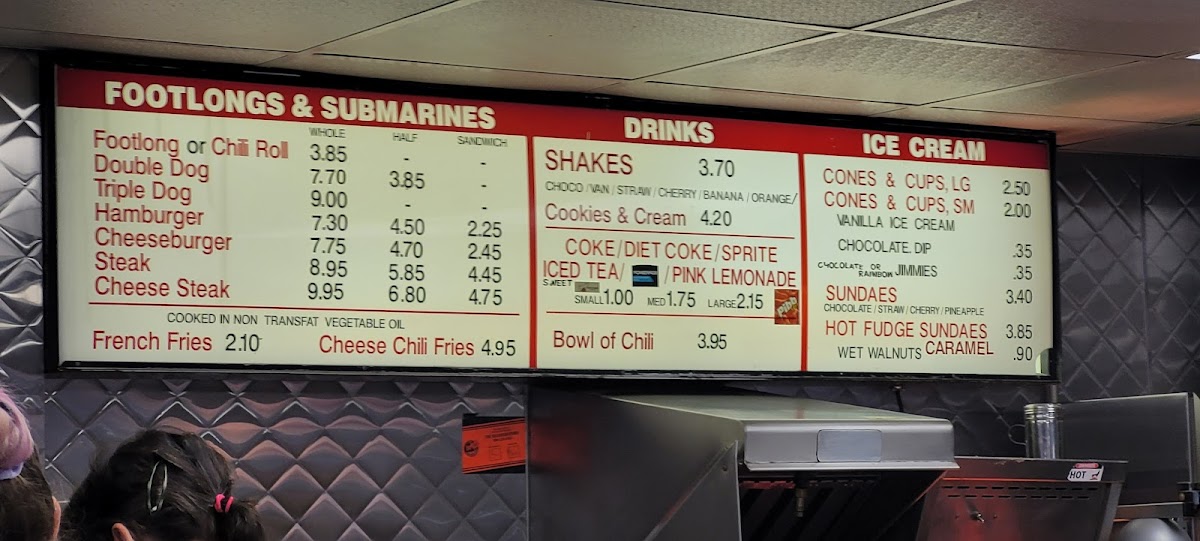 FOOTLONGS & SUBMARINES
WHOLE HALF SANDWICH
Footlong or Chili Roll 3.85 - -
Double Dog 7.70 3.85 -
Triple Dog 9.00 - -
Hamburger 7.30 4.50 2.25
Cheeseburger 7.75 4.70 2.45
Steak 8.95 5.85 4.45
Cheese Steak 9.95 6.80 4.75
COOKED IN NON TRANSFAT VEGETABLE OIL
French Fries 2.10 Cheese Chili Fries 4.95
DRINKS
SHAKES 3.70
CHOCO/VAN/STRAW/CHERRY/BANANA/ORANGE/
Cookies & Cream 4.20
COKE/DIET COKE/SPRITE
ICED TEA/ POWERADE /PINK LEMONADE
SWEET
SMALL 1.00 MED 1.75 LARGE 2.15
Bowl of Chili 3.95
ICE CREAM
CONES & CUPS, LG 2.50
CONES & CUPS, SM 2.00
VANILLA ICE CREAM
CHOCOLATE DIP .35
CHOCOLATE OR RAINBOW JIMMIES .35
SUNDAES 3.40
CHOCOLATE/STRAW/CHERRY/PINEAPPLE
HOT FUDGE SUNDAES 3.85
CARAMEL
WET WALNUTS .90
HOT